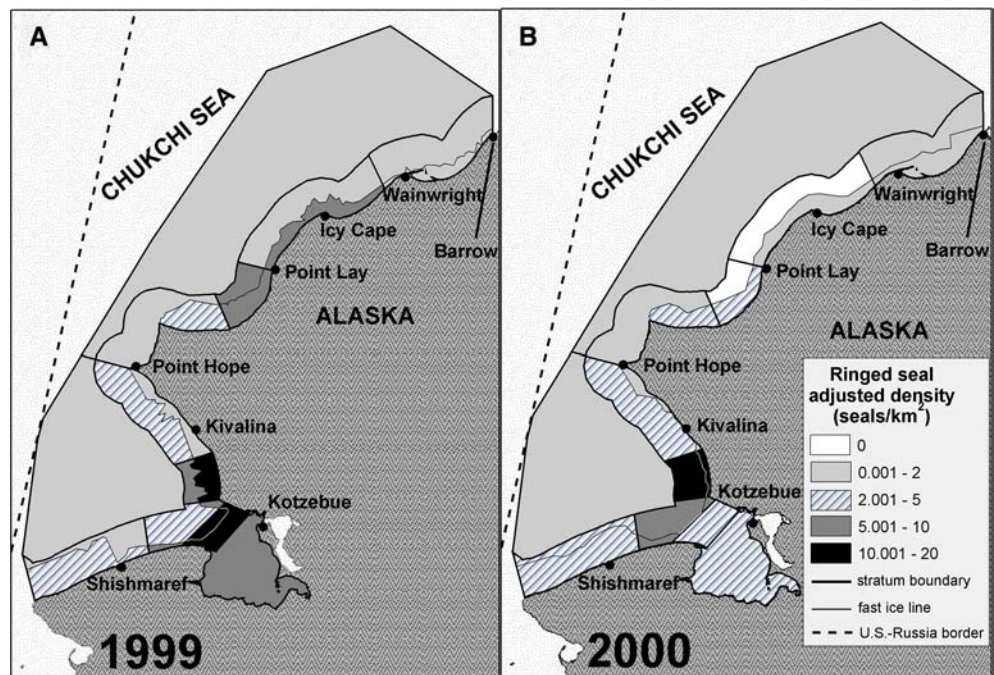 A
CHUKCHI SEA
Wainwright
Icy Cape
Barrow
Point Lay
ALASKA
Point Hope
Kivalina
Kotzebue
Shishmaref
1999
B
CHUKCHI SEA
Wainwright
Icy Cape
Barrow
Point Lay
ALASKA
Point Hope
Kivalina
Kotzebue
Shishmaref
2000
Ringed seal
adjusted density
(seals/km²)
0
0.001 - 2
2.001 - 5
5.001 - 10
10.001 - 20
stratum boundary
fast ice line
U.S.-Russia border